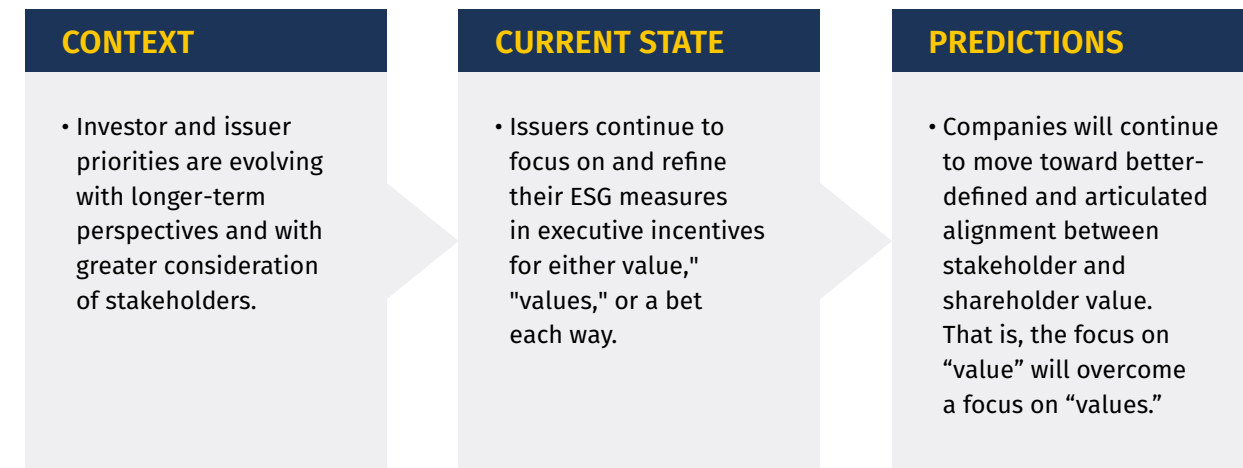 CONTEXT
• Investor and issuer
priorities are evolving
with longer-term
perspectives and with
greater consideration
of stakeholders.
CURRENT STATE
• Issuers continue to
focus on and refine
their ESG measures
in executive incentives
for either value,"
"values," or a bet
each way.
PREDICTIONS
• Companies will continue
to move toward better-
defined and articulated
alignment between
stakeholder and
shareholder value.
That is, the focus on
“value” will overcome
a focus on “values.”